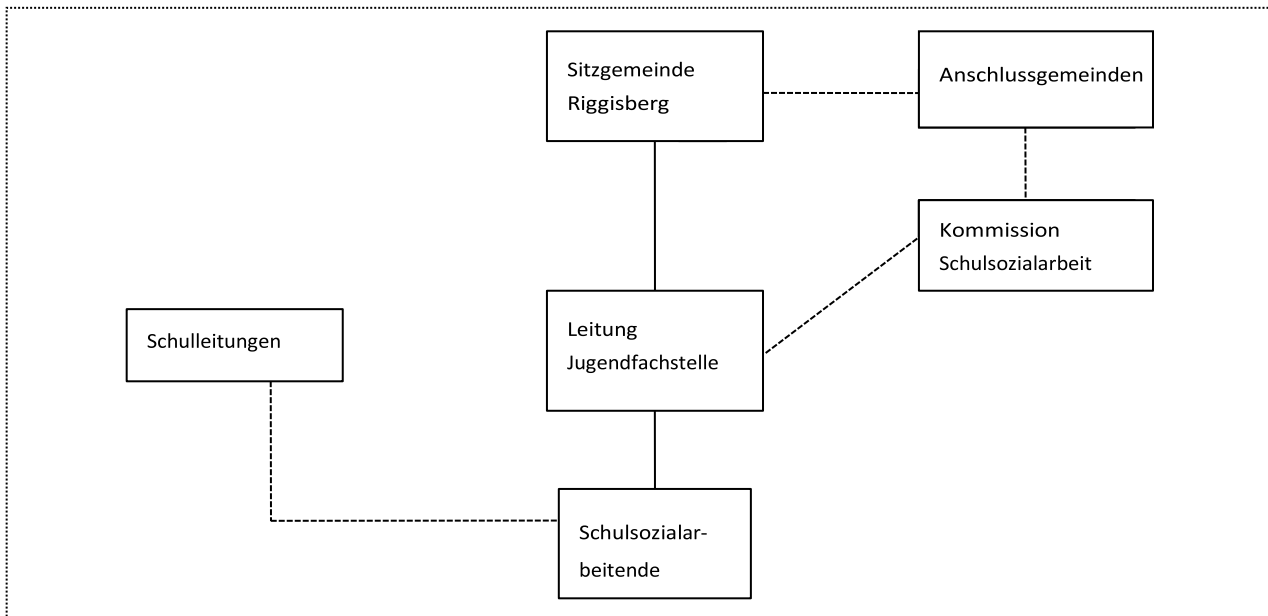 Sitzgemeinde
Riggisberg
Anschlussgemeinden
Kommission
Schulsozialarbeit
Leitung
Jugendfachstelle
Schulleitungen
Schulsozialar-
beitende